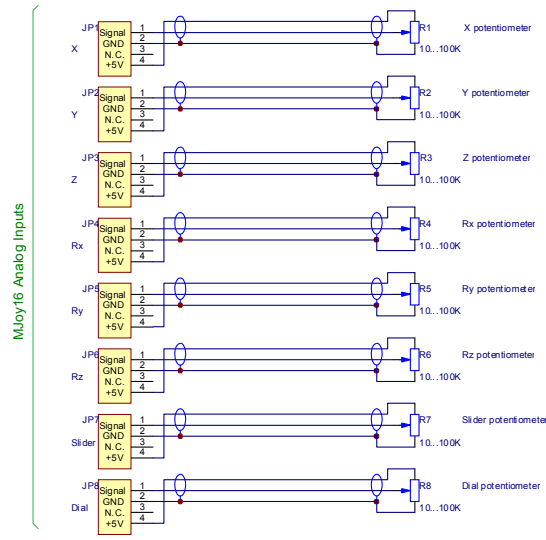 MJoy16 Analog Inputs
JP1 Signal 1 R1 X potentiometer
GND 2
X N.C. 3 10...100K
+5V 4
JP2 Signal 1 R2 Y potentiometer
GND 2
Y N.C. 3 10...100K
+5V 4
JP3 Signal 1 R3 Z potentiometer
GND 2
Z N.C. 3 10...100K
+5V 4
JP4 Signal 1 R4 Rx potentiometer
GND 2
Rx N.C. 3 10...100K
+5V 4
JP5 Signal 1 R5 Ry potentiometer
GND 2
Ry N.C. 3 10...100K
+5V 4
JP6 Signal 1 R6 Rz potentiometer
GND 2
Rz N.C. 3 10...100K
+5V 4
JP7 Signal 1 R7 Slider potentiometer
GND 2
Slider N.C. 3 10...100K
+5V 4
JP8 Signal 1 R8 Dial potentiometer
GND 2
Dial N.C. 3 10...100K
+5V 4